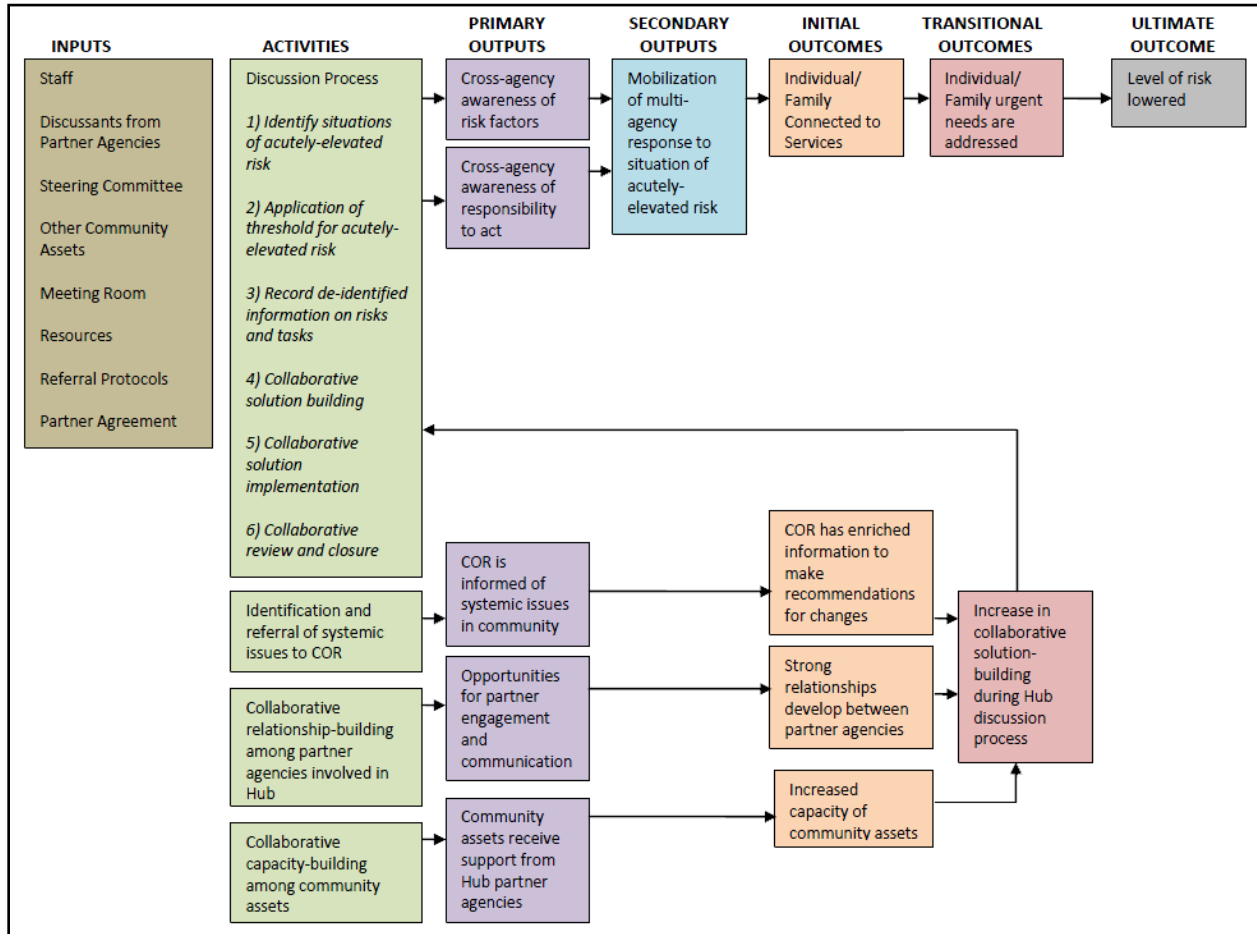 INPUTS
ACTIVITIES
PRIMARY
OUTPUTS
SECONDARY
OUTPUTS
INITIAL
OUTCOMES
TRANSITIONAL
OUTCOMES
ULTIMATE
OUTCOME
Staff
Discussants from
Partner Agencies
Steering Committee
Other Community
Assets
Meeting Room
Resources
Referral Protocols
Partner Agreement
Discussion Process
1) Identify situations
of acutely-elevated
risk
2) Application of
threshold for acutely-
elevated risk
3) Record de-identified
information on risks
and tasks
4) Collaborative
solution building
5) Collaborative
solution
implementation
6) Collaborative
review and closure
Cross-agency
awareness of
risk factors
Cross-agency
awareness of
responsibility
to act
Mobilization
of multi-
agency
response to
situation of
acutely-
elevated risk
Individual/
Family
Connected to
Services
Individual/
Family urgent
needs are
addressed
Level of risk
lowered
Identification and
referral of systemic
issues to COR
COR is
informed of
systemic issues
in community
COR has enriched
information to
make
recommendations
for changes
Increase in
collaborative
solution-
building
during Hub
discussion
process
Collaborative
relationship-building
among partner
agencies involved in
Hub
Opportunities
for partner
engagement
and
communication
Strong
relationships
develop between
partner agencies
Collaborative
capacity-building
among community
assets
Community
assets receive
support from
Hub partner
agencies
Increased
capacity of
community assets